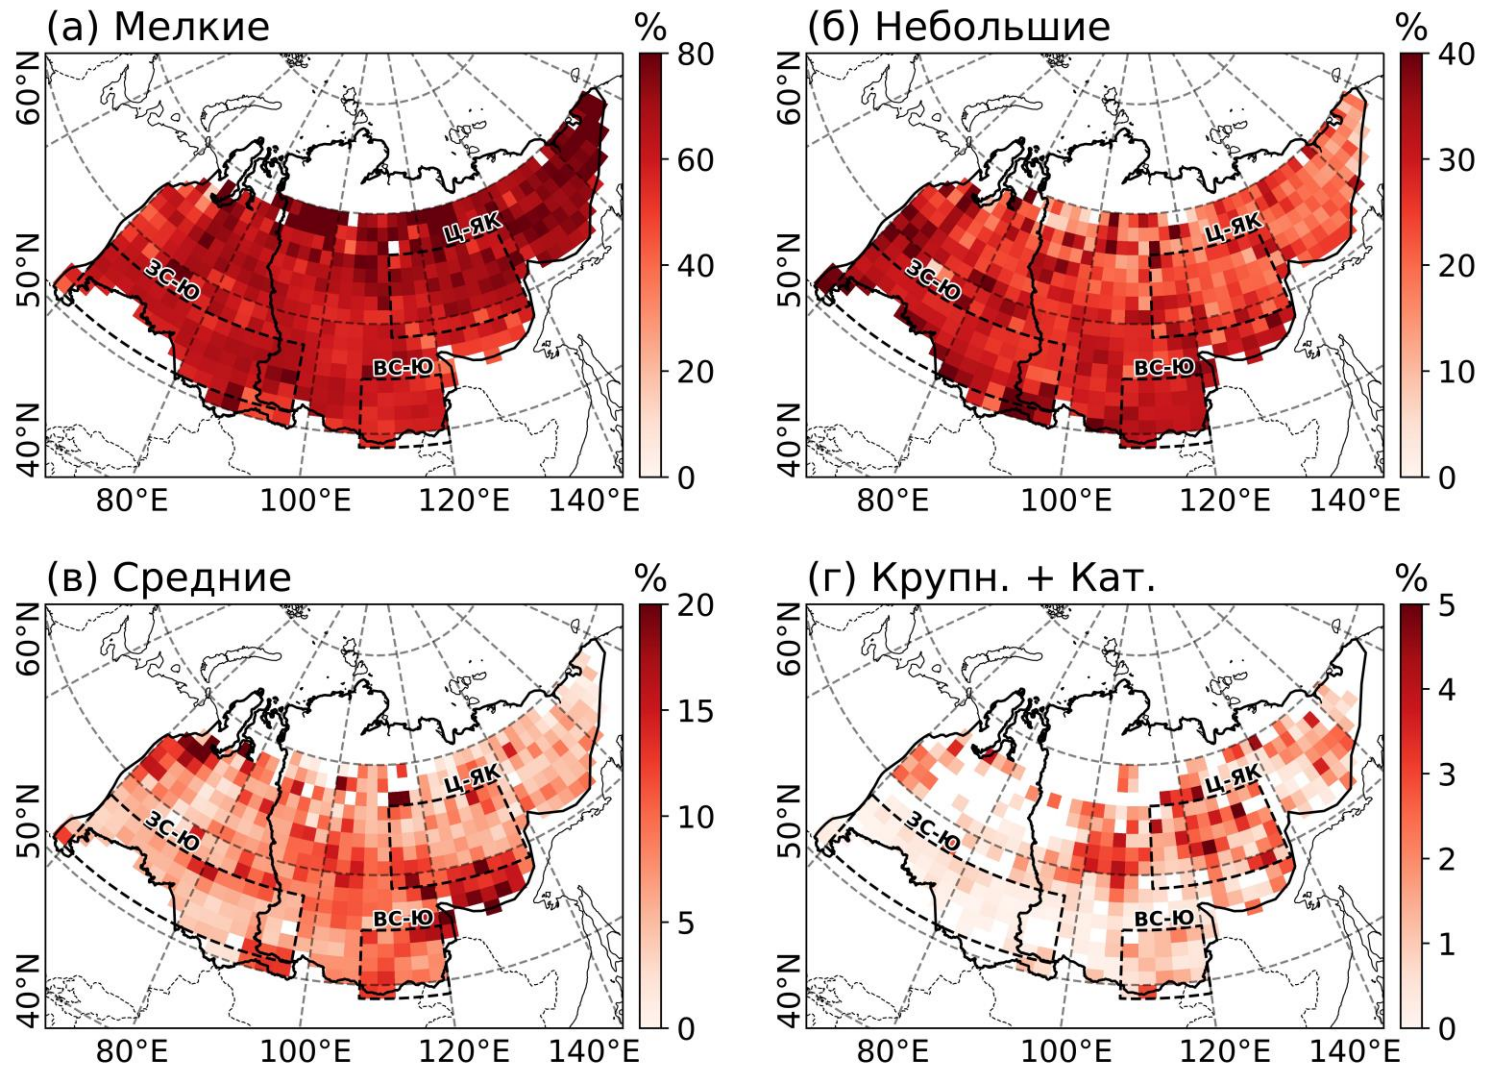 (а) Мелкие
%
(б) Небольшие
%
60°N
50°N
40°N
80
60
40
20
0
60°N
50°N
40°N
40
30
20
10
0
Ц-ЯК
ЗС-Ю
ВС-Ю
Ц-ЯК
ЗС-Ю
ВС-Ю
80°E
100°E
120°E
140°E
80°E
100°E
120°E
140°E
(в) Средние
%
(г) Крупн. + Кат.
%
60°N
50°N
40°N
20
15
10
5
0
60°N
50°N
40°N
5
4
3
2
1
0
Ц-ЯК
ЗС-Ю
ВС-Ю
Ц-ЯК
ЗС-Ю
ВС-Ю
80°E
100°E
120°E
140°E
80°E
100°E
120°E
140°E